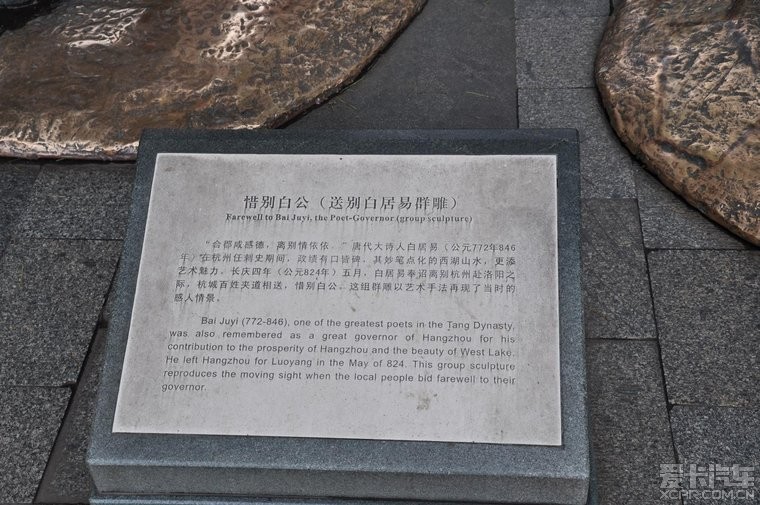 惜别白公（送别白居易群雕）
Farewell to Bai Juyi, the Poet-Governor (group sculpture)
“合郡咸感德，离别情依依。”唐代大诗人白居易（公元772年846
年）在杭州任刺史期间，政绩有口皆碑，其妙笔点化的西湖山水，更添
艺术魅力。长庆四年（公元824年）五月，白居易奉诏离别杭州赴洛阳之
际，杭城百姓夹道相送，惜别白公。这组群雕以艺术手法再现了当时的
感人情景。
Bai Juyi (772-846), one of the greatest poets in the Tang Dynasty,
was also remembered as a great governor of Hangzhou for his
contribution to the prosperity of Hangzhou and the beauty of West Lake.
He left Hangzhou for Luoyang in the May of 824. This group sculpture
reproduces the moving sight when the local people bid farewell to their
governor.
爱卡汽车
XCAR.COM.CN